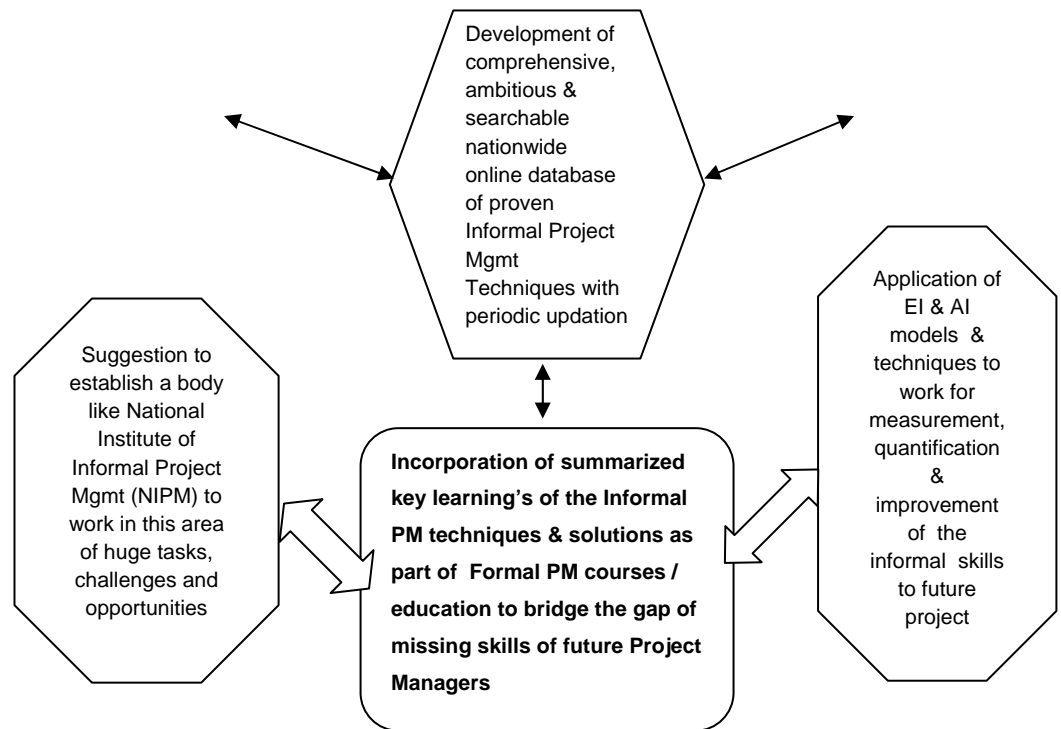 Development of
comprehensive,
ambitious &
searchable
nationwide
online database
of proven
Informal Project
Mgmt
Techniques with
periodic updation
Suggestion to
establish a body
like National
Institute of
Informal Project
Mgmt (NIPM) to
work in this area
of huge tasks,
challenges and
opportunities
Incorporation of summarized
key learning's of the Informal
PM techniques & solutions as
part of Formal PM courses /
education to bridge the gap of
missing skills of future Project
Managers
Application of
EI & AI
models &
techniques to
work for
measurement,
quantification
&
improvement
of the
informal skills
to future
project